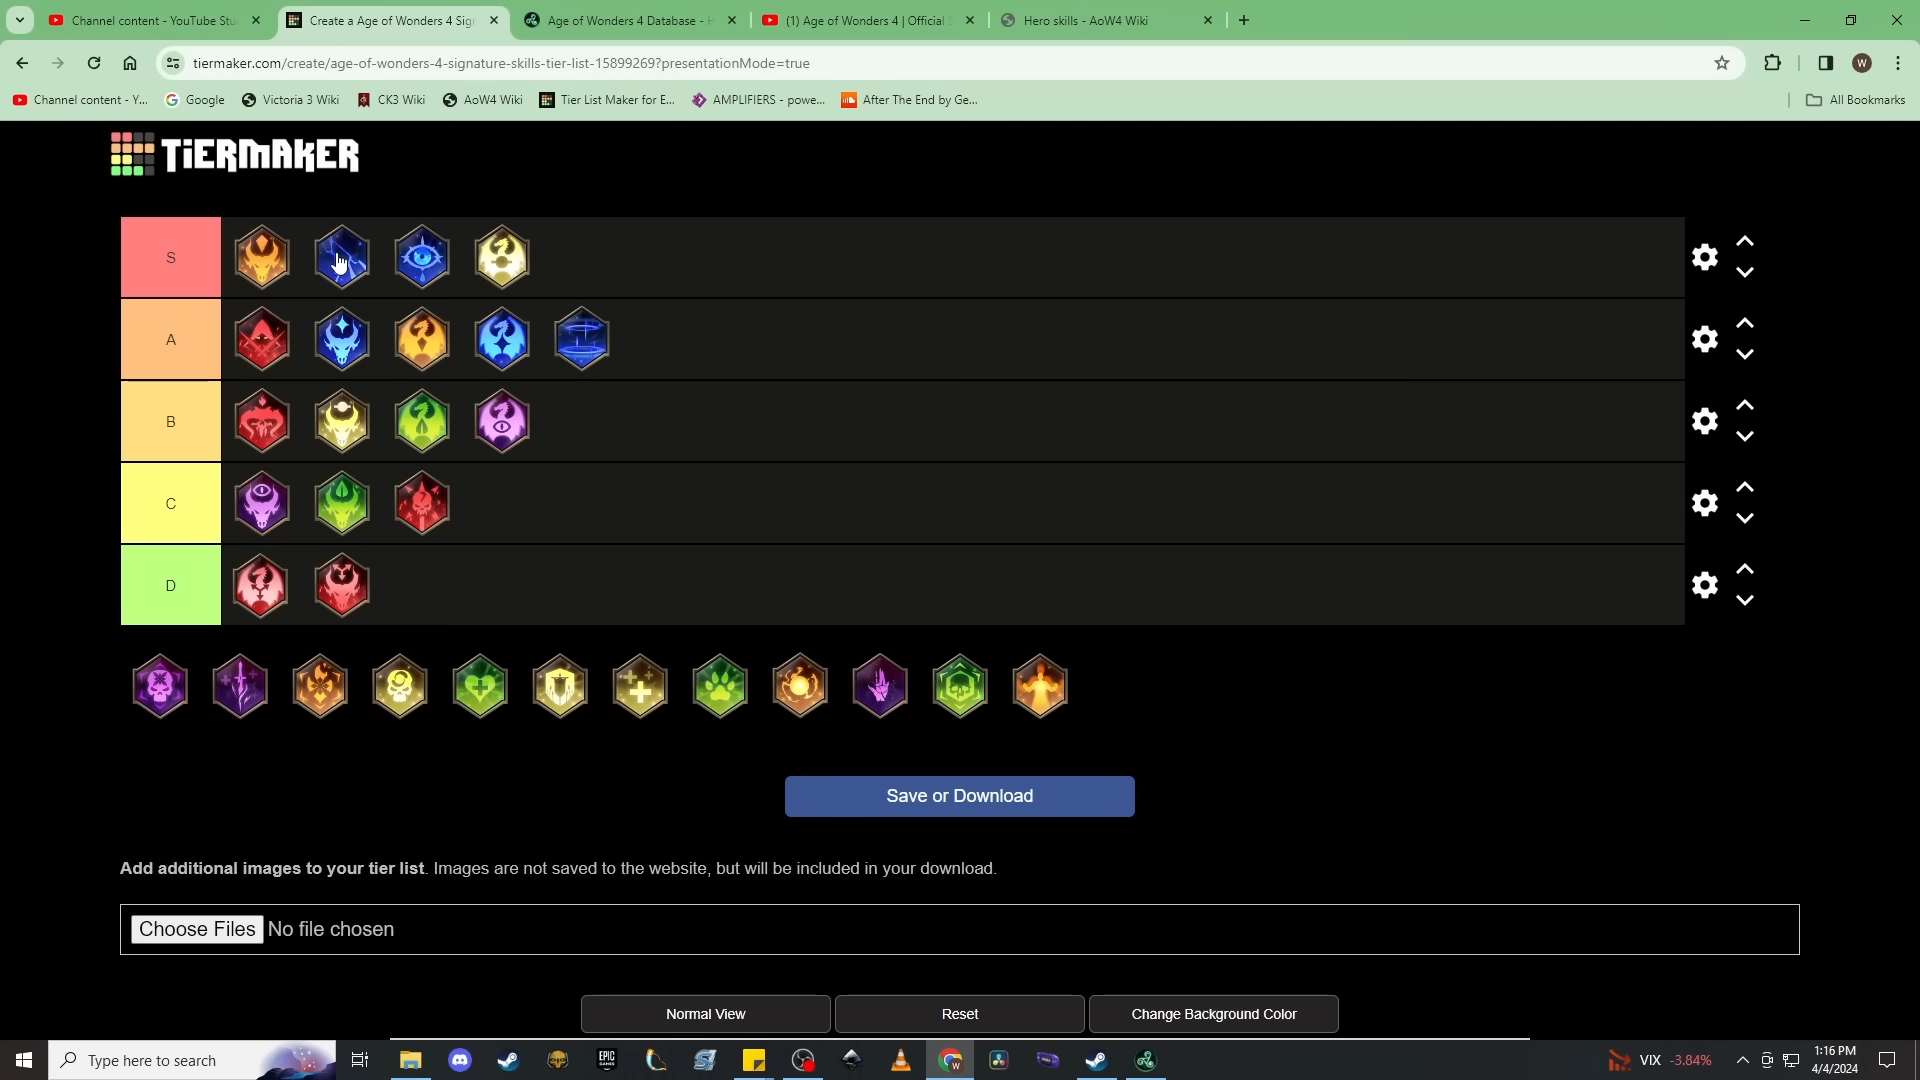 Channel content - YouTube Stu
Create a Age of Wonders 4 Sig
Age of Wonders 4 Database - H
(1) Age of Wonders 4 | Official S
Hero skills - AoW4 Wiki
tiermaker.com/create/age-of-wonders-4-signature-skills-tier-list-15899269?presentationMode=true
W
Channel content - Y...
Google
Victoria 3 Wiki
CK3 Wiki
AoW4 Wiki
Tier List Maker for E...
AMPLIFIERS - powe...
After The End by Ge...
All Bookmarks
TIERMAKER
S
A
B
C
D
Save or Download
Add additional images to your tier list. Images are not saved to the website, but will be included in your download.
Choose Files No file chosen
Normal View
Reset
Change Background Color
Type here to search
EPIC GAMES
W
VIX -3.84%
1:16 PM
4/4/2024